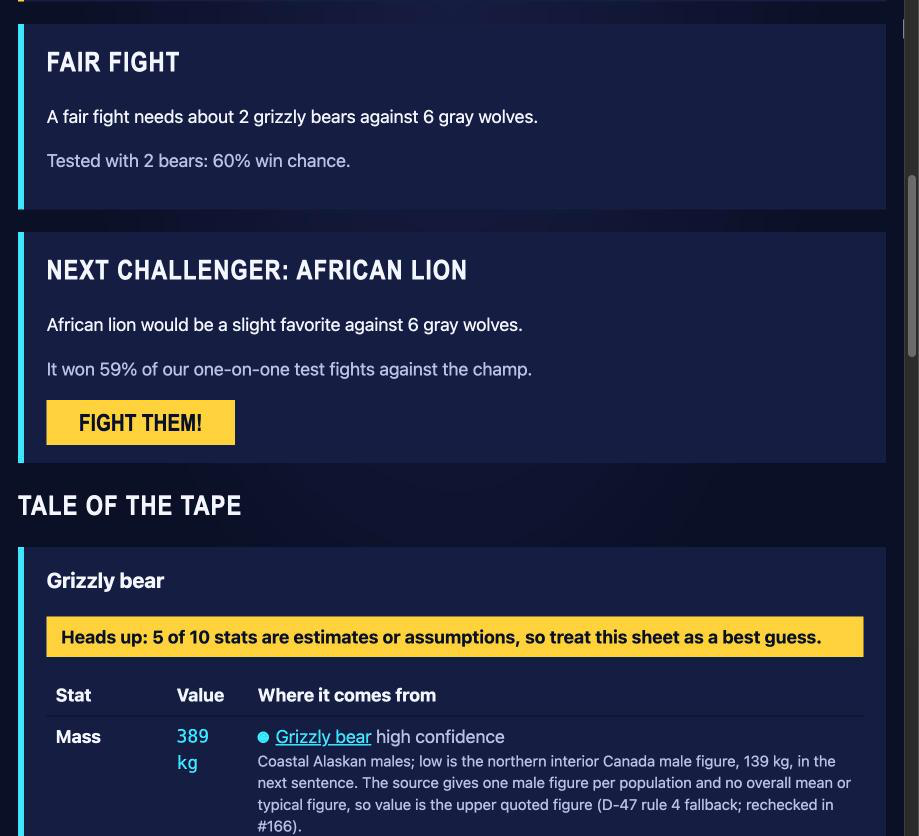 FAIR FIGHT
A fair fight needs about 2 grizzly bears against 6 gray wolves.
Tested with 2 bears: 60% win chance.
NEXT CHALLENGER: AFRICAN LION
African lion would be a slight favorite against 6 gray wolves.
It won 59% of our one-on-one test fights against the champ.
FIGHT THEM!
TALE OF THE TAPE
Grizzly bear
Heads up: 5 of 10 stats are estimates or assumptions, so treat this sheet as a best guess.
Stat Value Where it comes from
Mass 389 kg Grizzly bear high confidence
Coastal Alaskan males; low is the northern interior Canada male figure, 139 kg, in the
next sentence. The source gives one male figure per population and no overall mean or
typical figure, so value is the upper quoted figure (D-47 rule 4 fallback; rechecked in
#166).